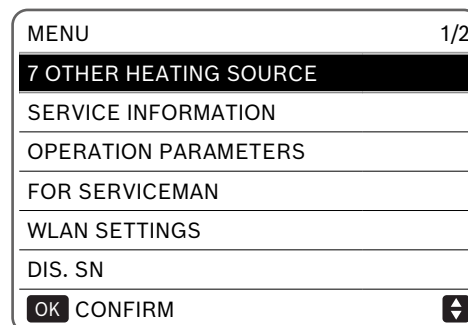 MENU 1/2
7 OTHER HEATING SOURCE
SERVICE INFORMATION
OPERATION PARAMETERS
FOR SERVICEMAN
WLAN SETTINGS
DIS. SN
OK CONFIRM